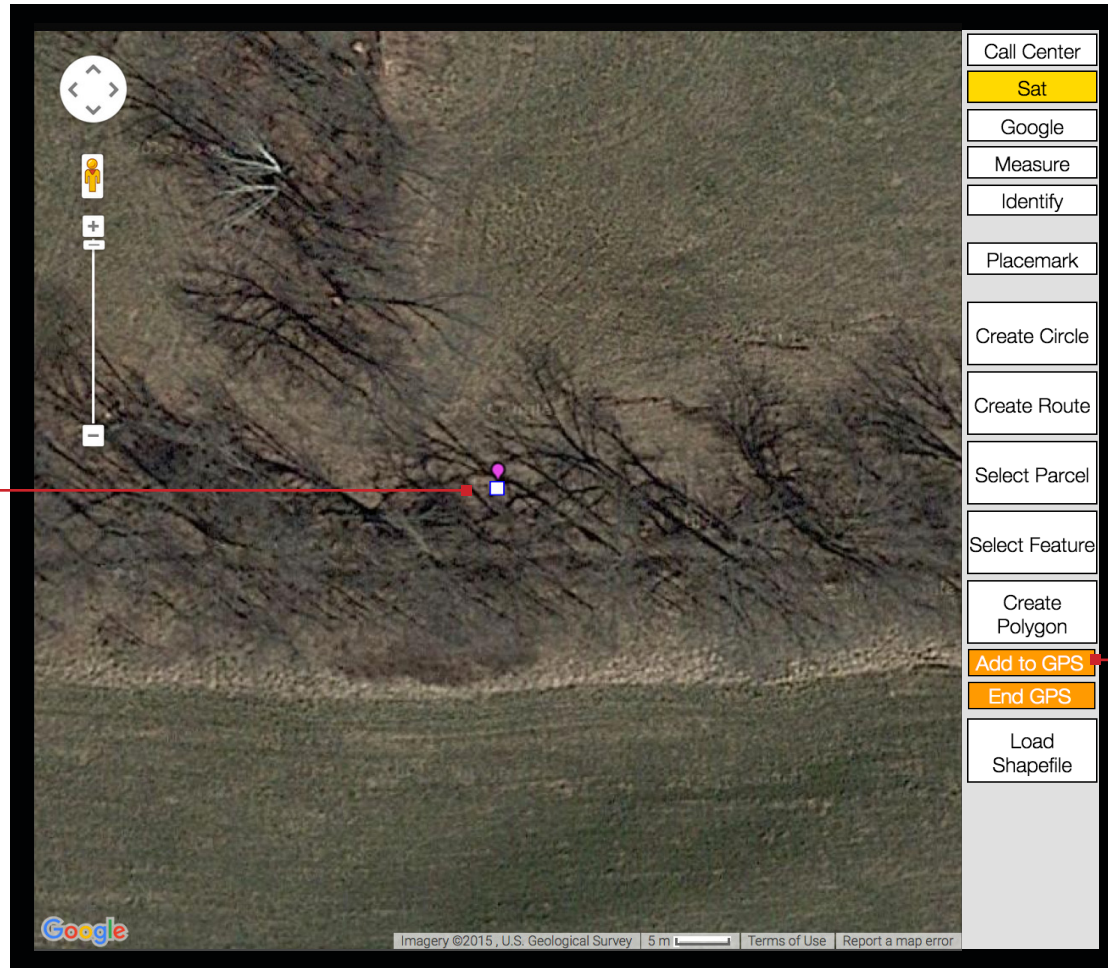 Call Center
Sat
Google
Measure
Identify
Placemark
Create Circle
Create Route
Select Parcel
Select Feature
Create
Polygon
Add to GPS
End GPS
Load
Shapefile
Google
Imagery ©2015 , U.S. Geological Survey
5 m
Terms of Use
Report a map error